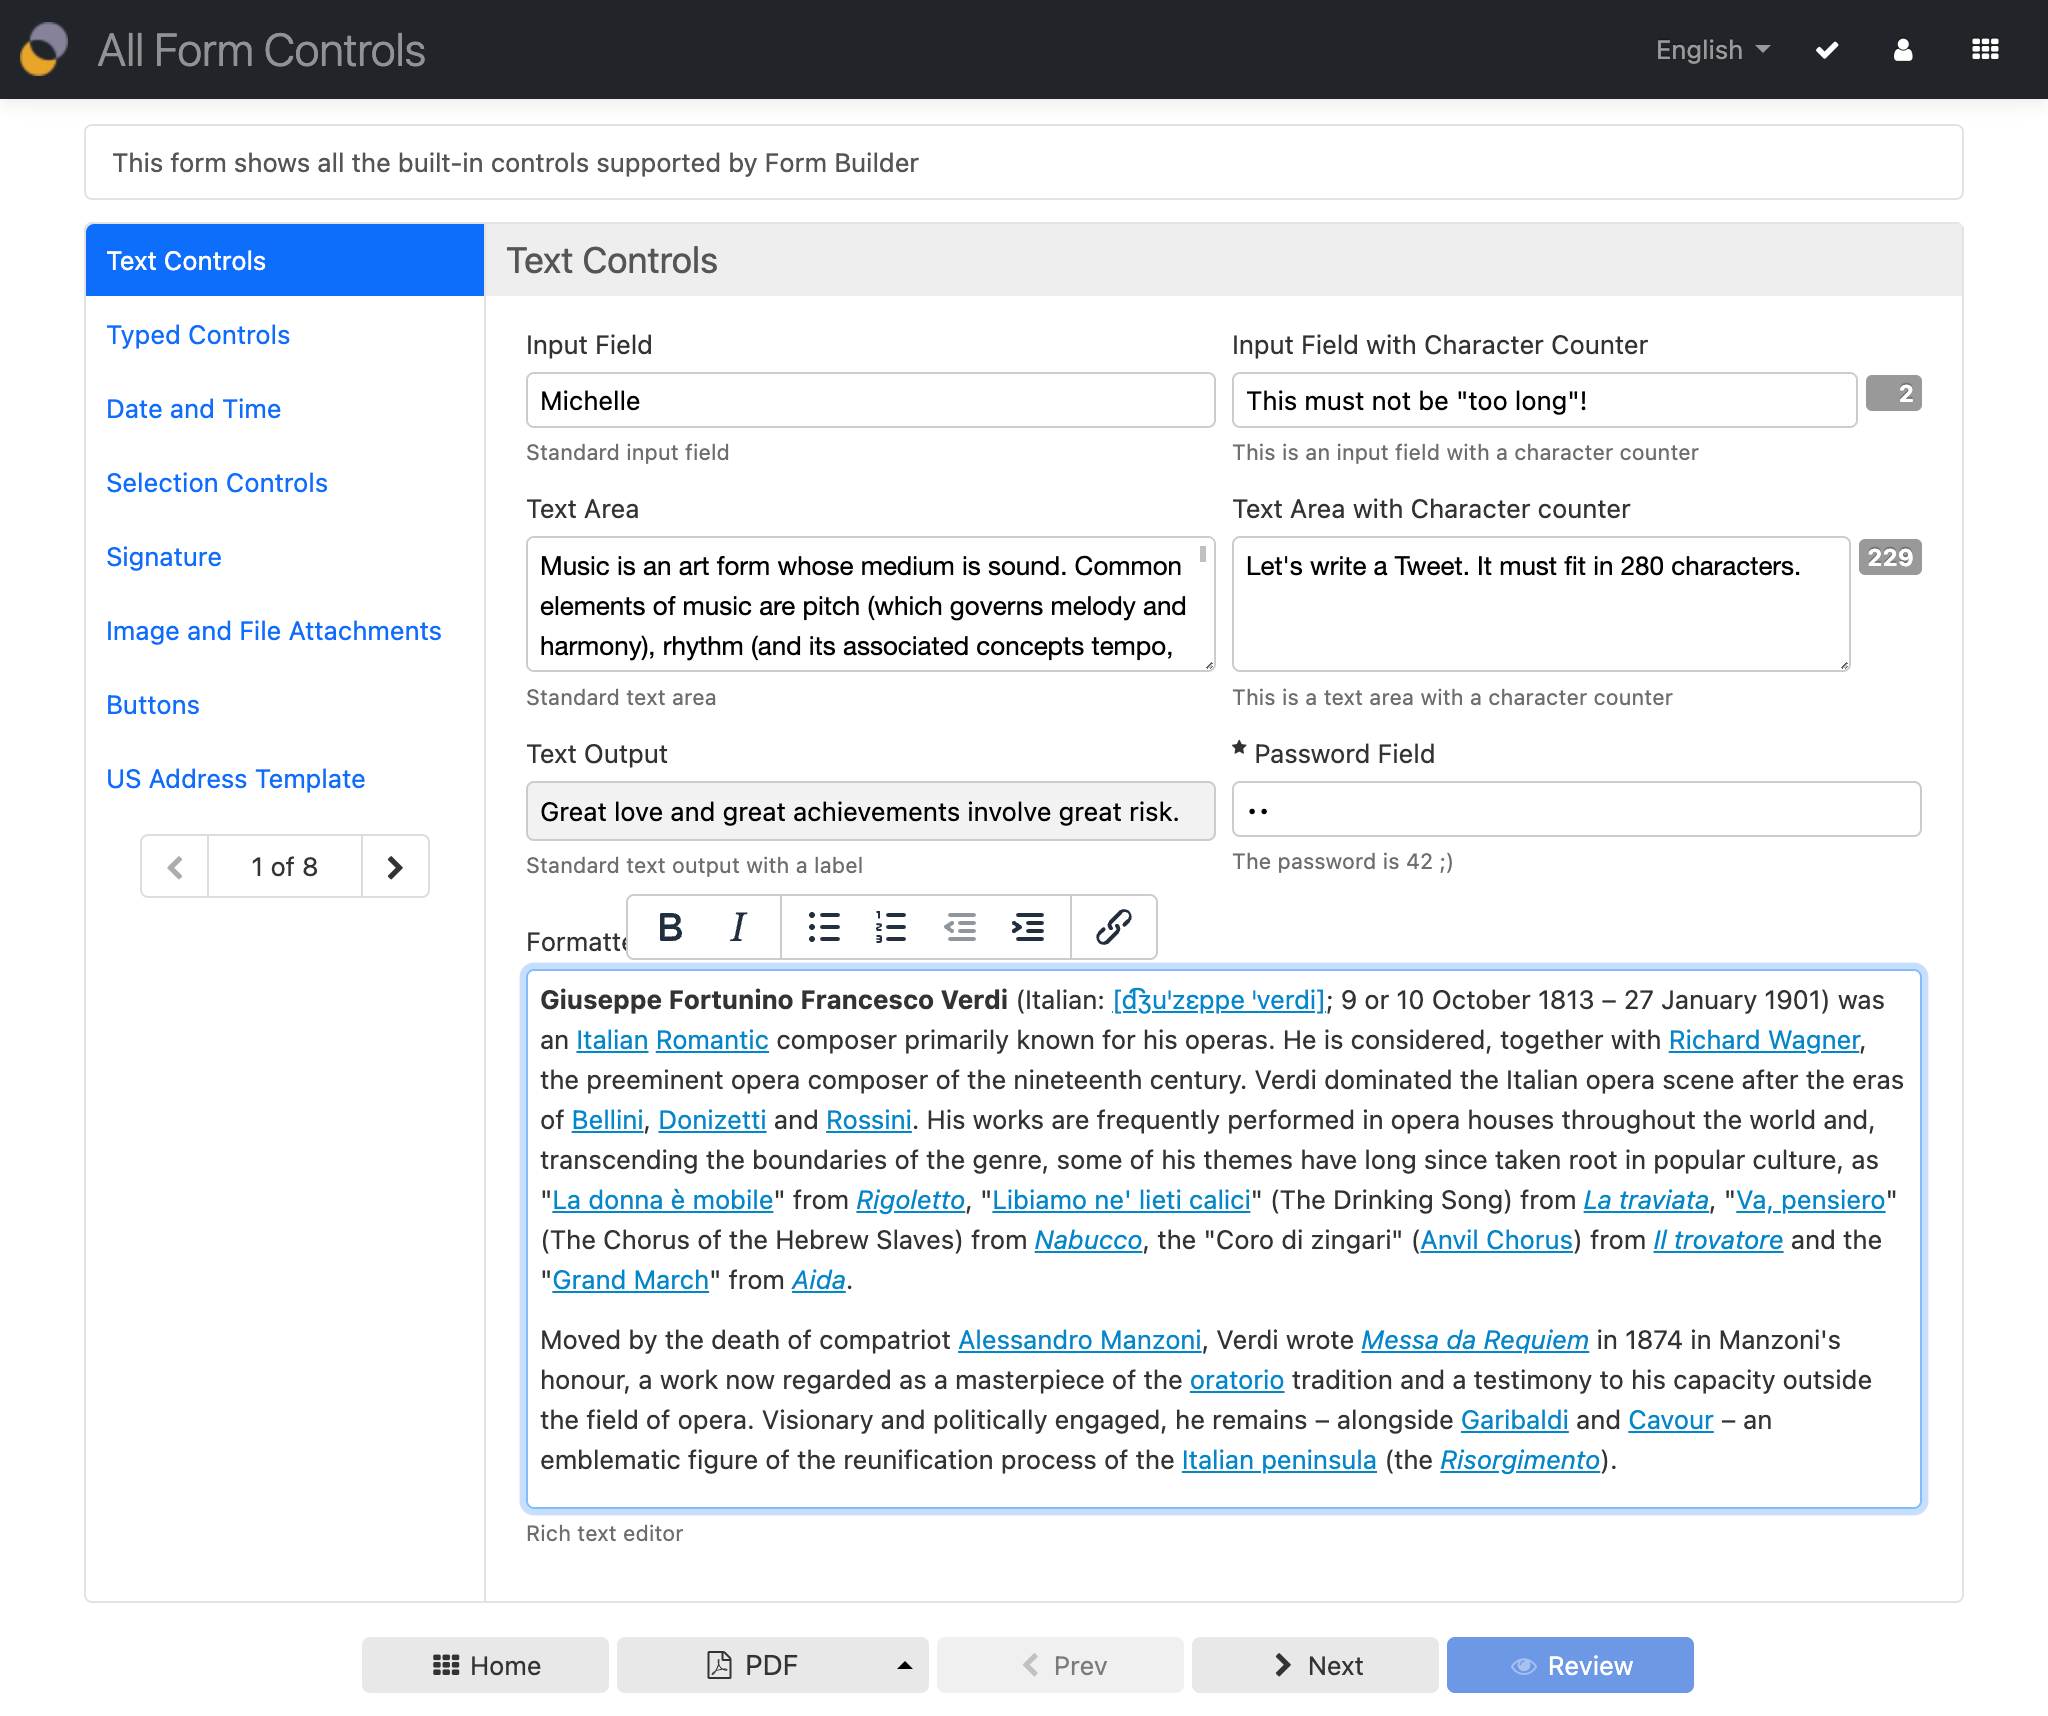 All Form Controls
English
This form shows all the built-in controls supported by Form Builder
Text Controls
Typed Controls
Date and Time
Selection Controls
Signature
Image and File Attachments
Buttons
US Address Template
1 of 8
Text Controls
Input Field
Michelle
Standard input field
Input Field with Character Counter
This must not be "too long"!
2
This is an input field with a character counter
Text Area
Music is an art form whose medium is sound. Common
elements of music are pitch (which governs melody and
harmony), rhythm (and its associated concepts tempo,
Standard text area
Text Area with Character counter
Let's write a Tweet. It must fit in 280 characters.
229
This is a text area with a character counter
Text Output
Great love and great achievements involve great risk.
Standard text output with a label
★ Password Field
••
The password is 42 ;)
Formatte
B I
Giuseppe Fortunino Francesco Verdi (Italian: [dʒ͡uˈzɛppe ˈverdi]; 9 or 10 October 1813 – 27 January 1901) was
an Italian Romantic composer primarily known for his operas. He is considered, together with Richard Wagner,
the preeminent opera composer of the nineteenth century. Verdi dominated the Italian opera scene after the eras
of Bellini, Donizetti and Rossini. His works are frequently performed in opera houses throughout the world and,
transcending the boundaries of the genre, some of his themes have long since taken root in popular culture, as
"La donna è mobile" from Rigoletto, "Libiamo ne' lieti calici" (The Drinking Song) from La traviata, "Va, pensiero"
(The Chorus of the Hebrew Slaves) from Nabucco, the "Coro di zingari" (Anvil Chorus) from Il trovatore and the
"Grand March" from Aida.
Moved by the death of compatriot Alessandro Manzoni, Verdi wrote Messa da Requiem in 1874 in Manzoni's
honour, a work now regarded as a masterpiece of the oratorio tradition and a testimony to his capacity outside
the field of opera. Visionary and politically engaged, he remains – alongside Garibaldi and Cavour – an
emblematic figure of the reunification process of the Italian peninsula (the Risorgimento).
Rich text editor
Home
PDF
Prev
Next
Review